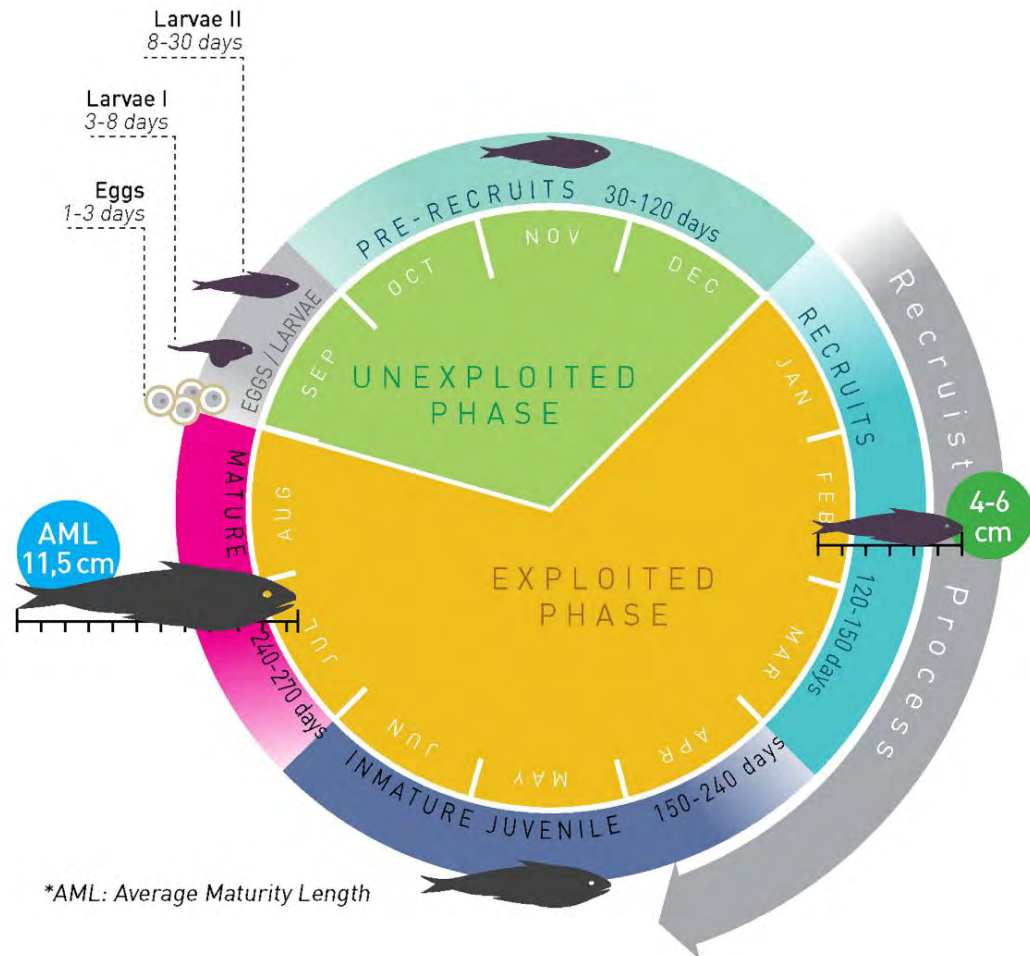 Larvae II
8-30 days
Larvae I
3-8 days
Eggs
1-3 days
PRE-RECRUITS 30-120 days
EGGS / LARVAE
SEP
OCT
NOV
DEC
UNEXPLOITED
PHASE
JAN
FEB
MAR
APR
MAY
JUN
JUL
AUG
EXPLOITED
PHASE
RECRUITS
120-150 days
Recruist Process
4-6
cm
MATURE
240-270 days
AML
11,5 cm
INMATURE JUVENILE 150-240 days
*AML: Average Maturity Length